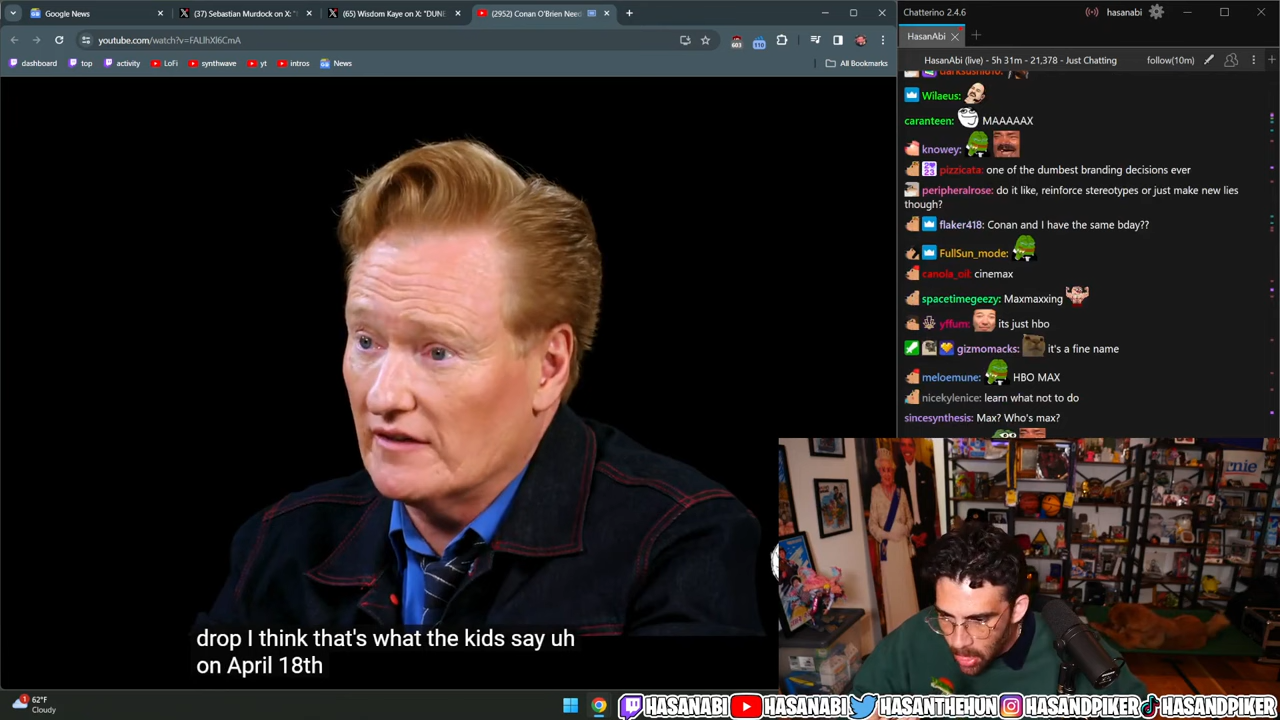 Google News
(37) Sebastian Murdock on X: "T
(65) Wisdom Kaye on X: "DUNE
(2952) Conan O'Brien Need
Chatterino 2.4.6
hasanabi
youtube.com/watch?v=FALlhXl6CmA
603
110
HasanAbi
dashboard
top
activity
LoFi
synthwave
yt
intros
News
All Bookmarks
HasanAbi (live) - 5h 31m - 21,378 - Just Chatting
follow(10m)
darksushi610:
Wilaeus:
caranteen: MAAAAAX
knowey:
pizzicata: one of the dumbest branding decisions ever
peripheralrose: do it like, reinforce stereotypes or just make new lies
though?
flaker418: Conan and I have the same bday??
FullSun_mode:
canola_oil: cinemax
spacetimegeezy: Maxmaxxing
yffum: its just hbo
gizmomacks: it's a fine name
meloemune: HBO MAX
nicekylenice: learn what not to do
sincesynthesis: Max? Who's max?
ernie
drop I think that's what the kids say uh
on April 18th
1
62°F
Cloudy
HASANABI
HASANABI
HASANTHEHUN
HASANDPIKER
HASANDPIKER